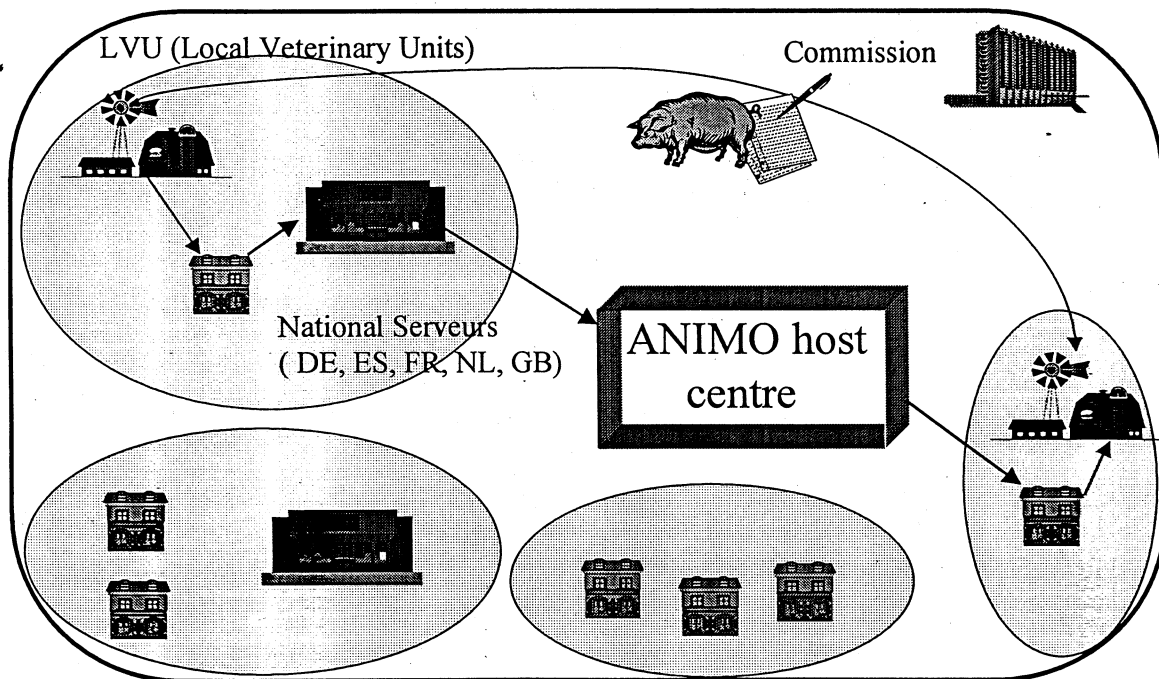 LVU (Local Veterinary Units)
Commission
National Serveurs
( DE, ES, FR, NL, GB)
ANIMO host
centre